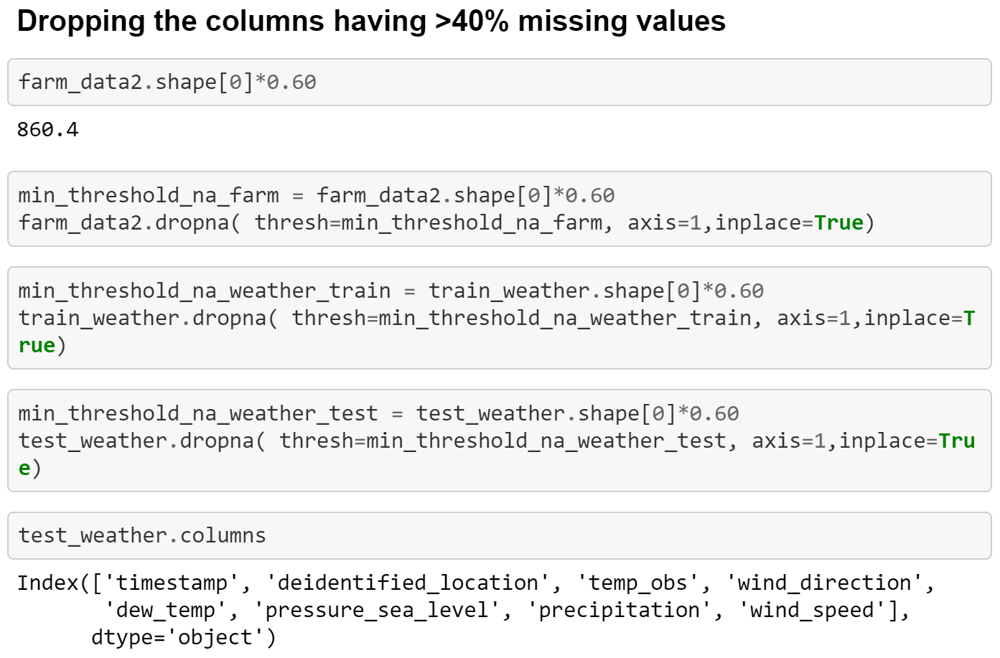 Dropping the columns having >40% missing values
farm_data2.shape[0]*0.60
860.4
min_threshold_na_farm = farm_data2.shape[0]*0.60
farm_data2.dropna( thresh=min_threshold_na_farm, axis=1,inplace=True)
min_threshold_na_weather_train = train_weather.shape[0]*0.60
train_weather.dropna( thresh=min_threshold_na_weather_train, axis=1,inplace=T
rue)
min_threshold_na_weather_test = test_weather.shape[0]*0.60
test_weather.dropna( thresh=min_threshold_na_weather_test, axis=1,inplace=Tru
e)
test_weather.columns
Index(['timestamp', 'deidentified_location', 'temp_obs', 'wind_direction',
       'dew_temp', 'pressure_sea_level', 'precipitation', 'wind_speed'],
      dtype='object')